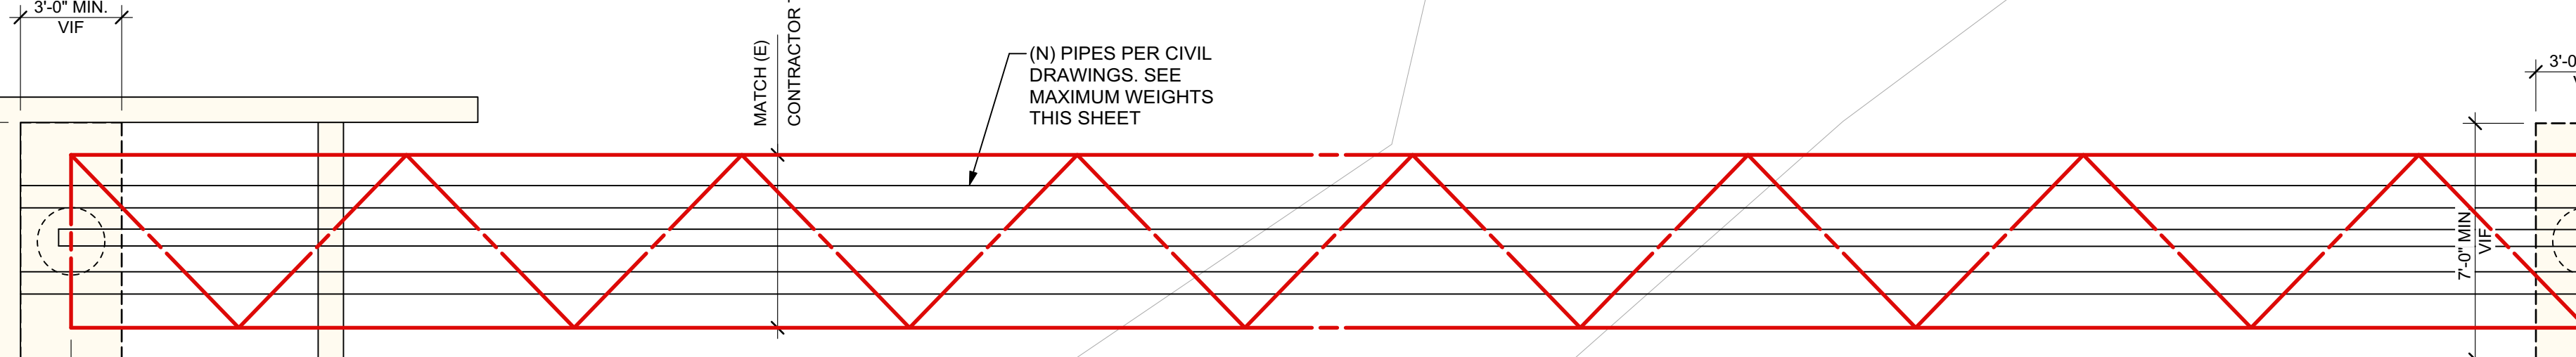 3'-0" MIN.
VIF
MATCH (E)
CONTRACTOR
(N) PIPES PER CIVIL
DRAWINGS. SEE
MAXIMUM WEIGHTS
THIS SHEET
7'-0" MIN
VIF
3'-0